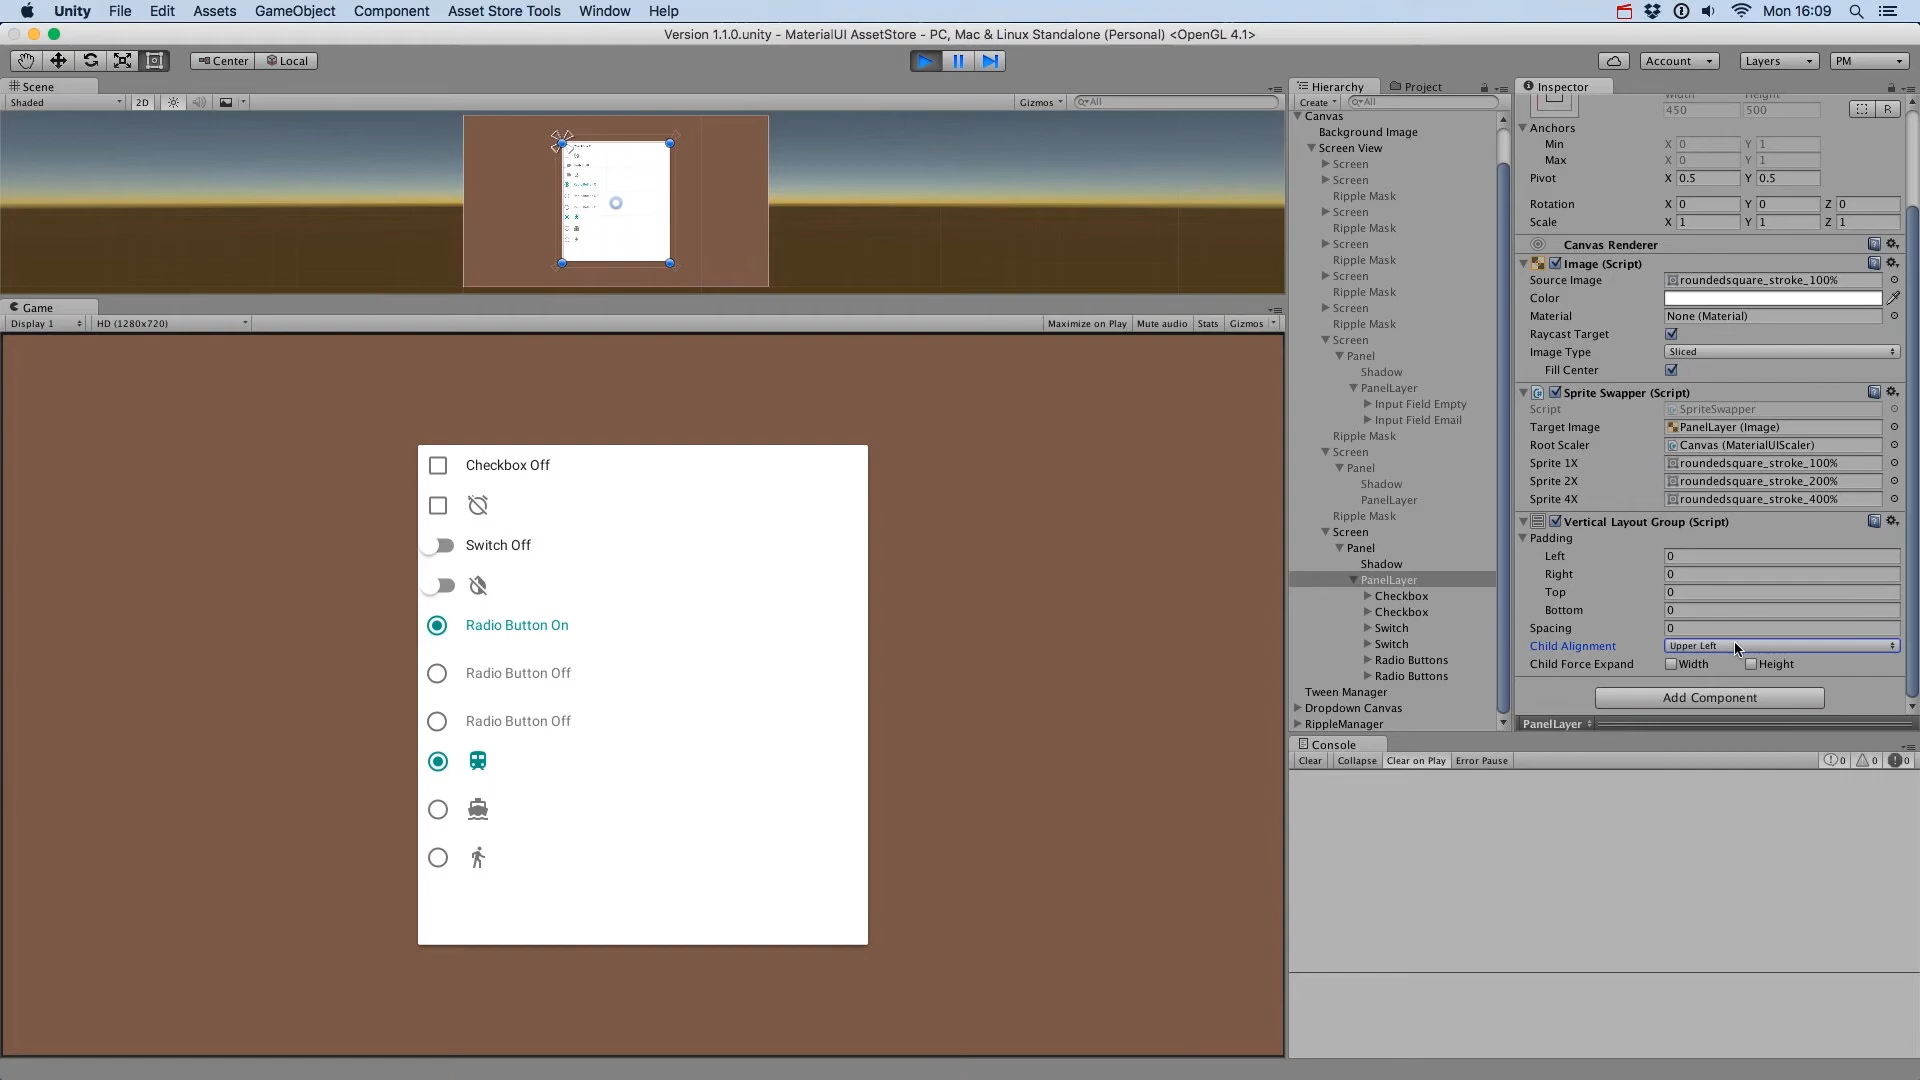 Unity File Edit Assets GameObject Component Asset Store Tools Window Help Mon 16:09
Version 1.1.0.unity - MaterialUI AssetStore - PC, Mac & Linux Standalone (Personal) <OpenGL 4.1>
Center Local Account Layers PM
Scene
Shaded 2D Gizmos All
Game
Display 1 HD (1280x720) Maximize on Play Mute audio Stats Gizmos
Checkbox Off
Switch Off
Radio Button On
Radio Button Off
Radio Button Off
Hierarchy Project
Create All
Canvas
Background Image
Screen View
Screen
Screen
Ripple Mask
Screen
Ripple Mask
Screen
Ripple Mask
Screen
Ripple Mask
Screen
Ripple Mask
Screen
Panel
Shadow
PanelLayer
Input Field Empty
Input Field Email
Ripple Mask
Screen
Panel
Shadow
PanelLayer
Ripple Mask
Screen
Panel
Shadow
PanelLayer
Checkbox
Checkbox
Switch
Switch
Radio Buttons
Radio Buttons
Tween Manager
Dropdown Canvas
RippleManager
Inspector
Width Height
450 500 R
Anchors
Min X 0 Y 1
Max X 0 Y 1
Pivot X 0.5 Y 0.5
Rotation X 0 Y 0 Z 0
Scale X 1 Y 1 Z 1
Canvas Renderer
Image (Script)
Source Image roundedsquare_stroke_100%
Color
Material None (Material)
Raycast Target
Image Type Sliced
Fill Center
Sprite Swapper (Script)
Script SpriteSwapper
Target Image PanelLayer (Image)
Root Scaler Canvas (MaterialUIScaler)
Sprite 1X roundedsquare_stroke_100%
Sprite 2X roundedsquare_stroke_200%
Sprite 4X roundedsquare_stroke_400%
Vertical Layout Group (Script)
Padding
Left 0
Right 0
Top 0
Bottom 0
Spacing 0
Child Alignment Upper Left
Child Force Expand Width Height
Add Component
PanelLayer
Console
Clear Collapse Clear on Play Error Pause 0 0 0